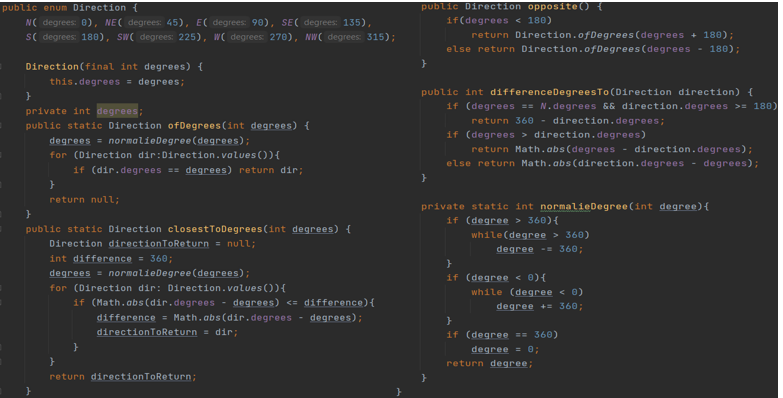 public enum Direction {
    N( degrees: 0), NE( degrees: 45), E( degrees: 90), SE( degrees: 135),
    S( degrees: 180), SW( degrees: 225), W( degrees: 270), NW( degrees: 315);

    Direction(final int degrees) {
        this.degrees = degrees;
    }
    private int degrees;
    public static Direction ofDegrees(int degrees) {
        degrees = normalieDegree(degrees);
        for (Direction dir:Direction.values()){
            if (dir.degrees == degrees) return dir;
        }
        return null;
    }
    public static Direction closestToDegrees(int degrees) {
        Direction directionToReturn = null;
        int difference = 360;
        degrees = normalieDegree(degrees);
        for (Direction dir: Direction.values()){
            if (Math.abs(dir.degrees - degrees) <= difference){
                difference = Math.abs(dir.degrees - degrees);
                directionToReturn = dir;
            }
        }
        return directionToReturn;
    }
    public Direction opposite() {
        if(degrees < 180)
            return Direction.ofDegrees(degrees + 180);
        else return Direction.ofDegrees(degrees - 180);
    }

    public int differenceDegreesTo(Direction direction) {
        if (degrees == N.degrees && direction.degrees >= 180)
            return 360 - direction.degrees;
        if (degrees > direction.degrees)
            return Math.abs(degrees - direction.degrees);
        else return Math.abs(direction.degrees - degrees);
    }

    private static int normalieDegree(int degree){
        if (degree > 360){
            while(degree > 360)
                degree -= 360;
        }
        if (degree < 0){
            while (degree < 0)
                degree += 360;
        }
        if (degree == 360)
            degree = 0;
        return degree;
    }
}